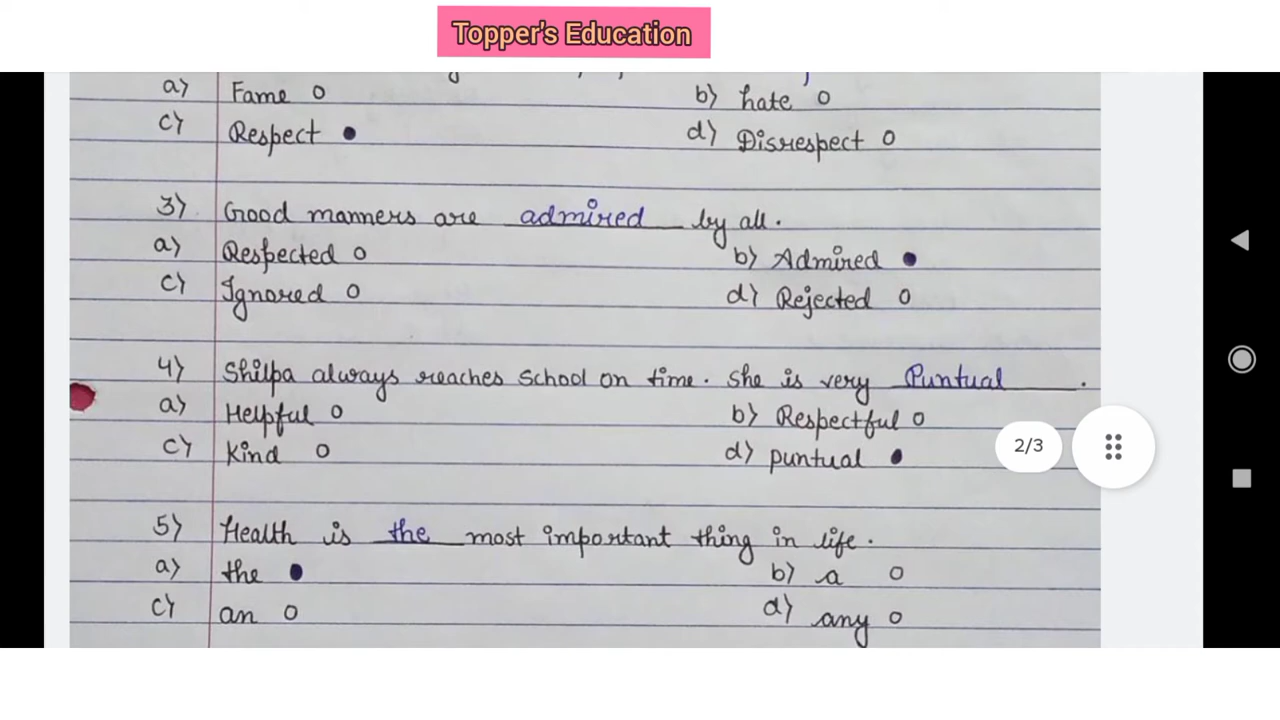 Topper's Education
a) Fame O b) hate O
c) Respect ● d) Disrespect O
3) Good manners are admired by all.
a) Respected O b) Admired ●
c) Ignored O d) Rejected O
4) Shilpa always reaches School on time. She is very Puntual .
a) Helpful O b) Respectful O
c) Kind O d) puntual ●
2/3
5) Health is the most important thing in life.
a) the ● b) a O
c) an O d) any O